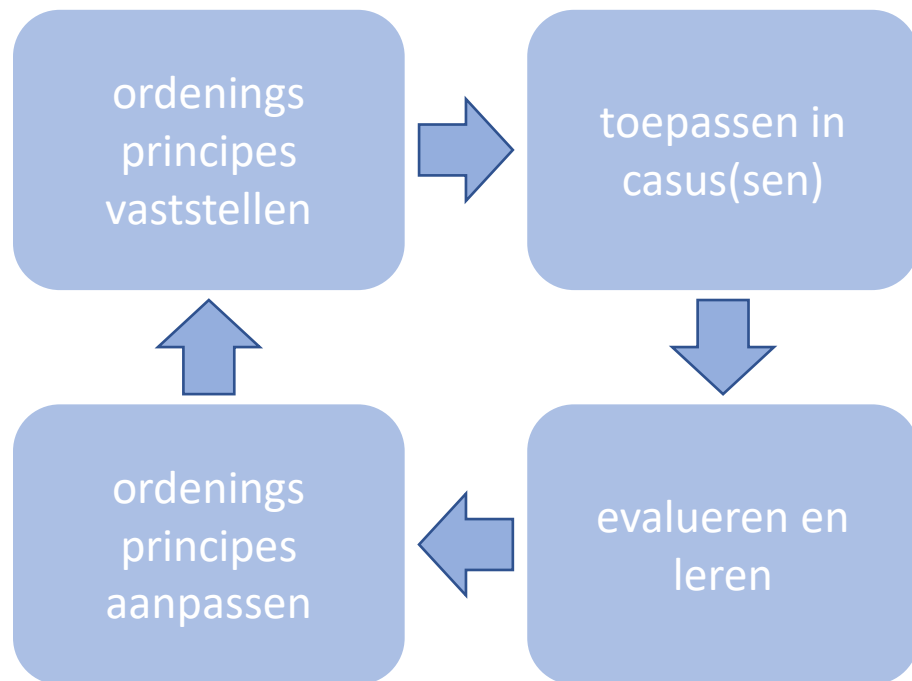 ordenings
principes
vaststellen
toepassen in
casus(sen)
evalueren en
leren
ordenings
principes
aanpassen